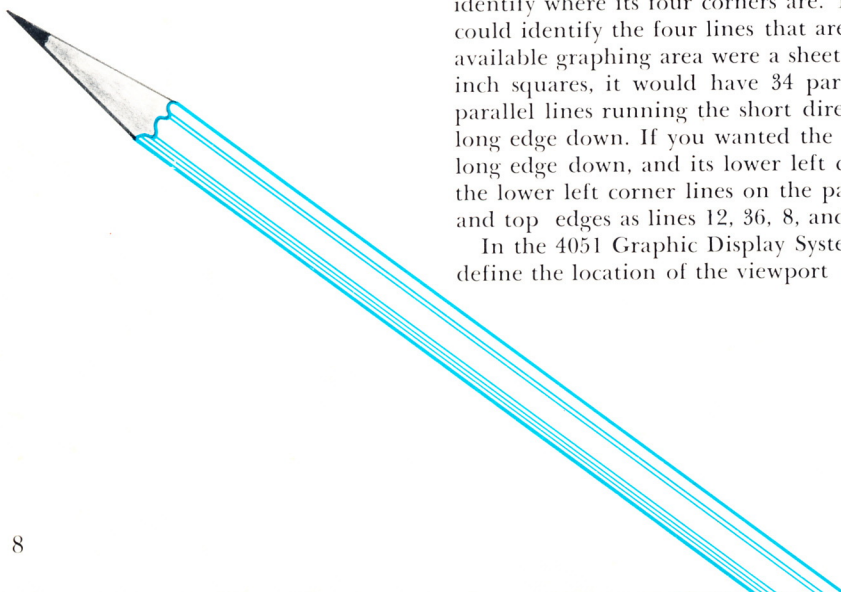 identify where its four corners are.
could identify the four lines that are
available graphing area were a sheet
inch squares, it would have 34 par
parallel lines running the short dire
long edge down. If you wanted the
long edge down, and its lower left
the lower left corner lines on the pa
and top edges as lines 12, 36, 8, and
In the 4051 Graphic Display Syste
define the location of the viewport
8